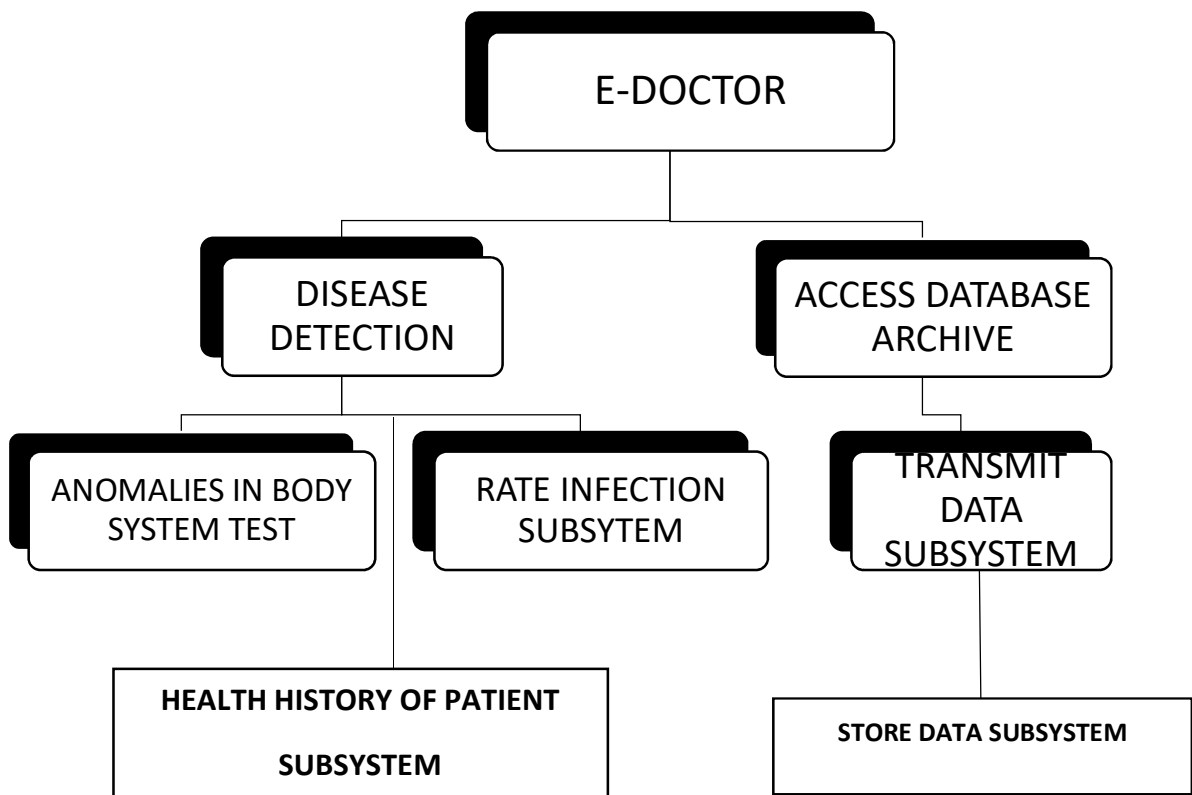 E-DOCTOR
DISEASE
DETECTION
ACCESS DATABASE
ARCHIVE
ANOMALIES IN BODY
SYSTEM TEST
RATE INFECTION
SUBSYTEM
TRANSMIT
DATA
SUBSYSTEM
HEALTH HISTORY OF PATIENT
SUBSYSTEM
STORE DATA SUBSYSTEM